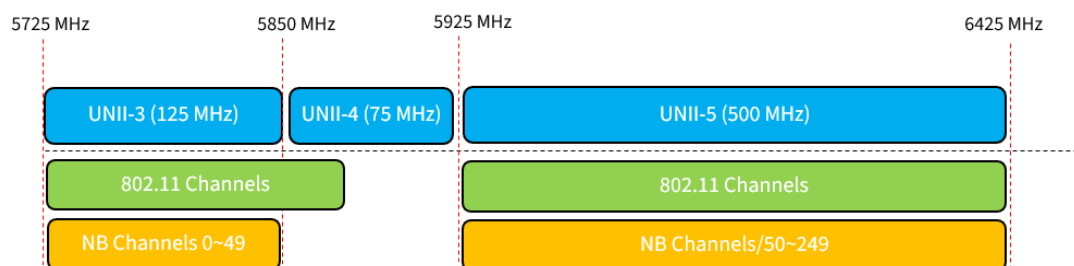 5725 MHz
5850 MHz
5925 MHz
6425 MHz
UNII-3 (125 MHz)
UNII-4 (75 MHz)
UNII-5 (500 MHz)
802.11 Channels
802.11 Channels
NB Channels 0~49
NB Channels/50~249